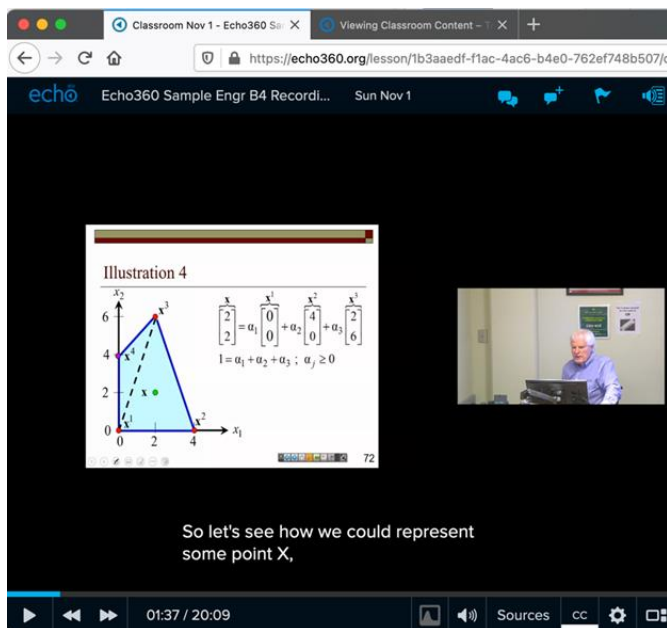 Classroom Nov 1 - Echo360 Sa
Viewing Classroom Content – T
https://echo360.org/lesson/1b3aaedf-f1ac-4ac6-b4e0-762ef748b507/c
echo Echo360 Sample Engr B4 Recordi... Sun Nov 1
Illustration 4
x₂
6
4
2
0
0 2 4
x₁
x³
x⁴
x
x¹
x²
x x¹ x² x³
[2 2] = α₁ [0 0] + α₂ [4 0] + α₃ [2 6]
1 = α₁ + α₂ + α₃ ; αⱼ ≥ 0
72
So let's see how we could represent
some point X,
01:37 / 20:09 Sources CC